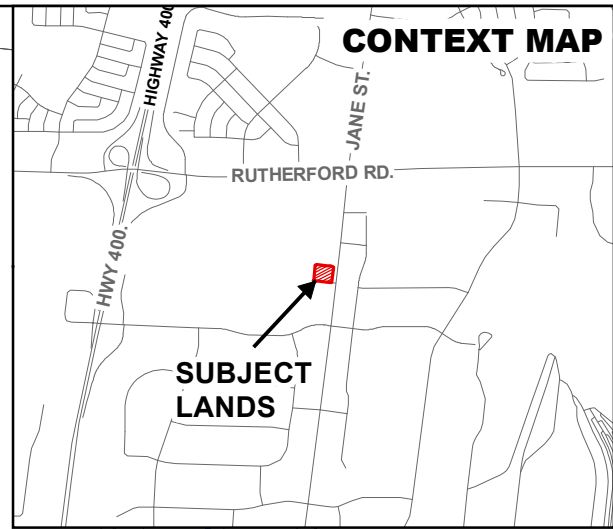 CONTEXT MAP
HIGHWAY 400
JANE ST.
RUTHERFORD RD.
HWY 400.
SUBJECT
LANDS